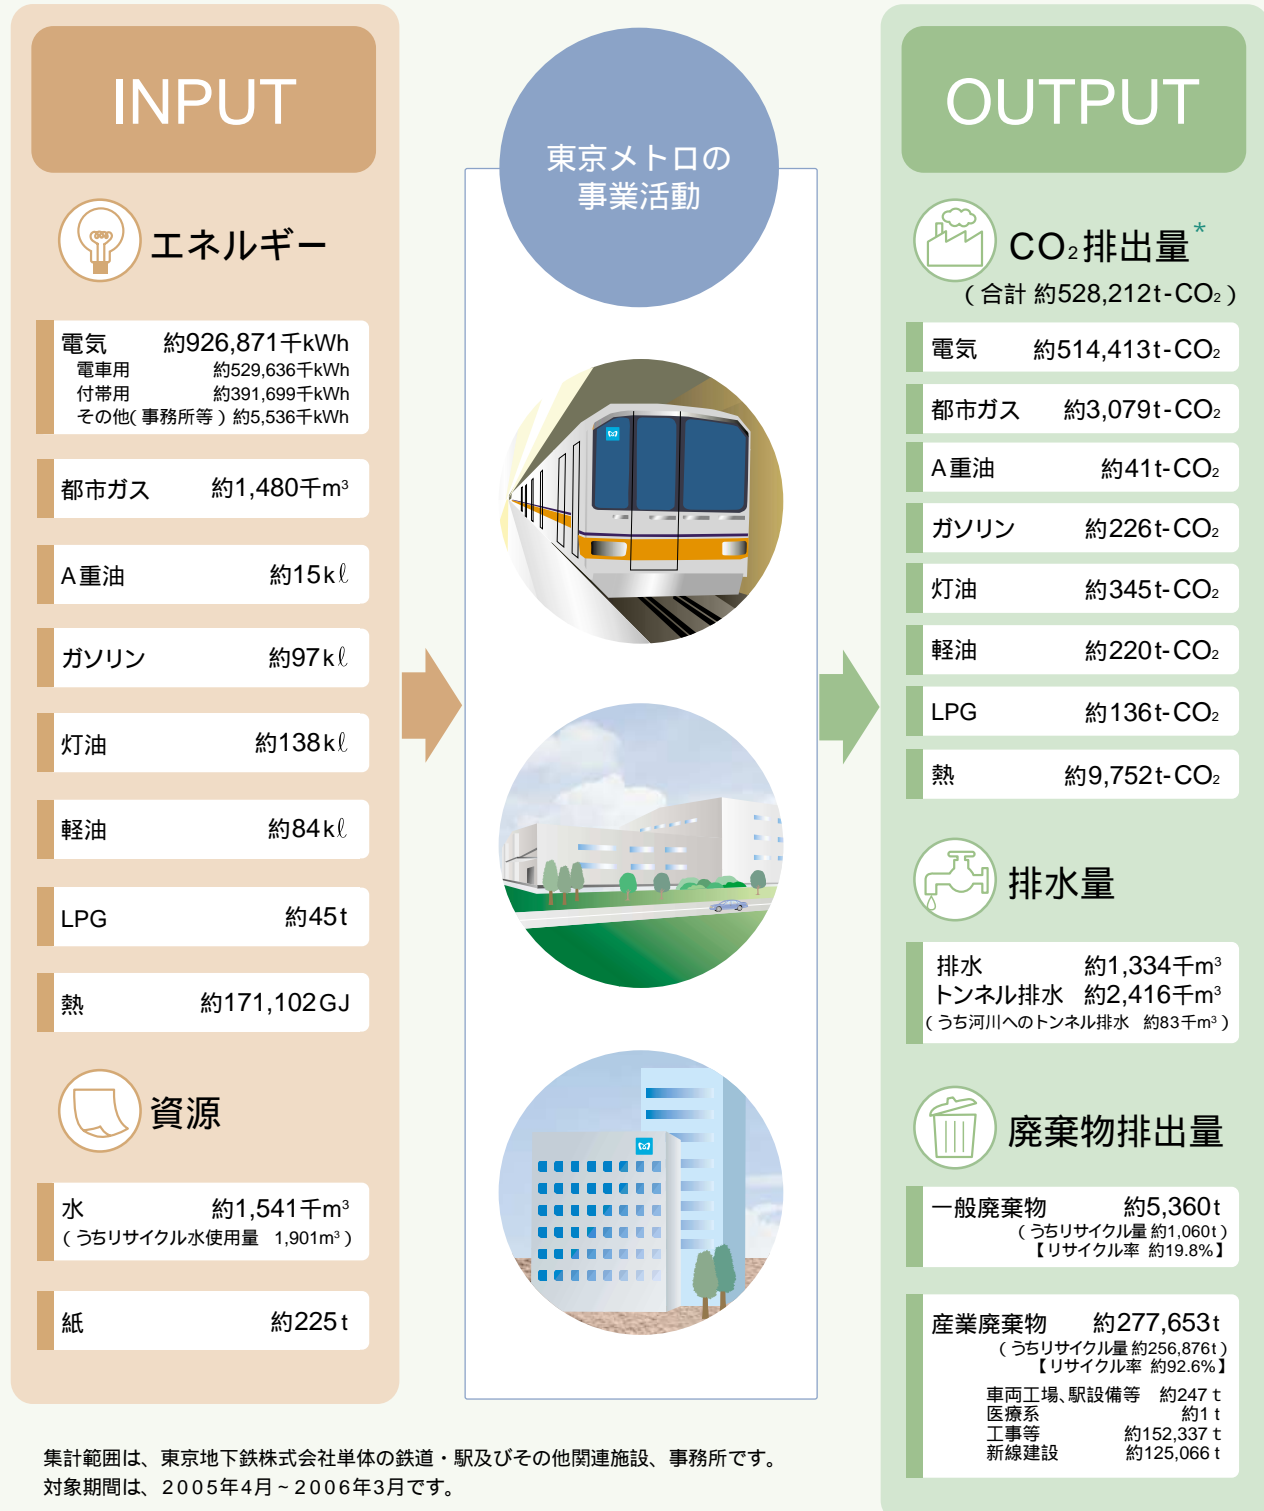 INPUT
エネルギー
電気 約926,871千kWh
電車用 約529,636千kWh
付帯用 約391,699千kWh
その他(事務所等) 約5,536千kWh
都市ガス 約1,480千m³
A重油 約15kℓ
ガソリン 約97kℓ
灯油 約138kℓ
軽油 約84kℓ
LPG 約45t
熱 約171,102GJ
資源
水 約1,541千m³
(うちリサイクル水使用量 1,901m³)
紙 約225t
東京メトロの
事業活動
OUTPUT
CO₂排出量*
(合計 約528,212t-CO₂)
電気 約514,413t-CO₂
都市ガス 約3,079t-CO₂
A重油 約41t-CO₂
ガソリン 約226t-CO₂
灯油 約345t-CO₂
軽油 約220t-CO₂
LPG 約136t-CO₂
熱 約9,752t-CO₂
排水量
排水 約1,334千m³
トンネル排水 約2,416千m³
(うち河川へのトンネル排水 約83千m³)
廃棄物排出量
一般廃棄物 約5,360t
(うちリサイクル量 約1,060t)
【リサイクル率 約19.8%】
産業廃棄物 約277,653t
(うちリサイクル量 約256,876t)
【リサイクル率 約92.6%】
車両工場、駅設備等 約247t
医療系 約1t
工事等 約152,337t
新線建設 約125,066t
集計範囲は、東京地下鉄株式会社単体の鉄道・駅及びその他関連施設、事務所です。
対象期間は、2005年4月~2006年3月です。